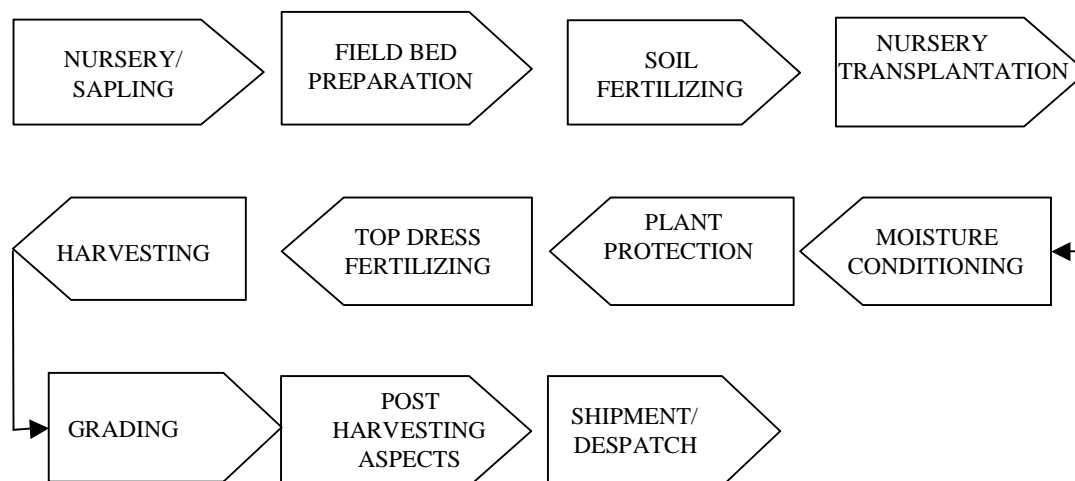 NURSERY/
SAPLING
FIELD BED
PREPARATION
SOIL
FERTILIZING
NURSERY
TRANSPLANTATION
MOISTURE
CONDITIONING
PLANT
PROTECTION
TOP DRESS
FERTILIZING
HARVESTING
GRADING
POST
HARVESTING
ASPECTS
SHIPMENT/
DESPATCH